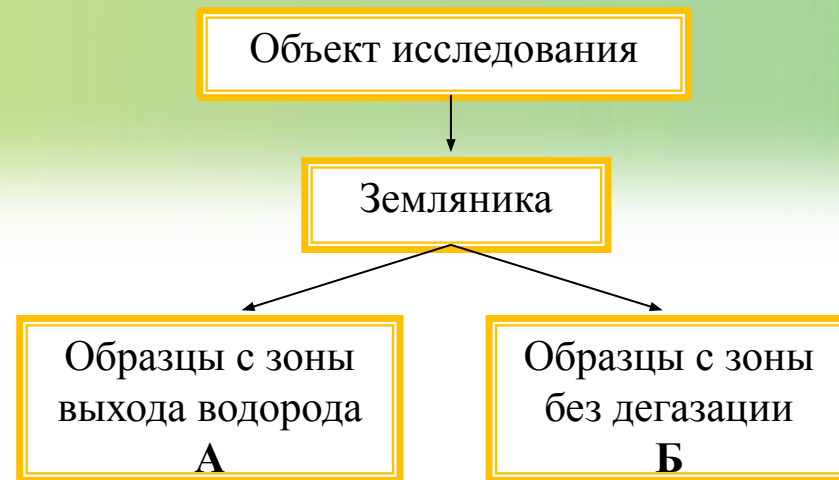 Объект исследования
Земляника
Образцы с зоны
выхода водорода
А
Образцы с зоны
без дегазации
Б